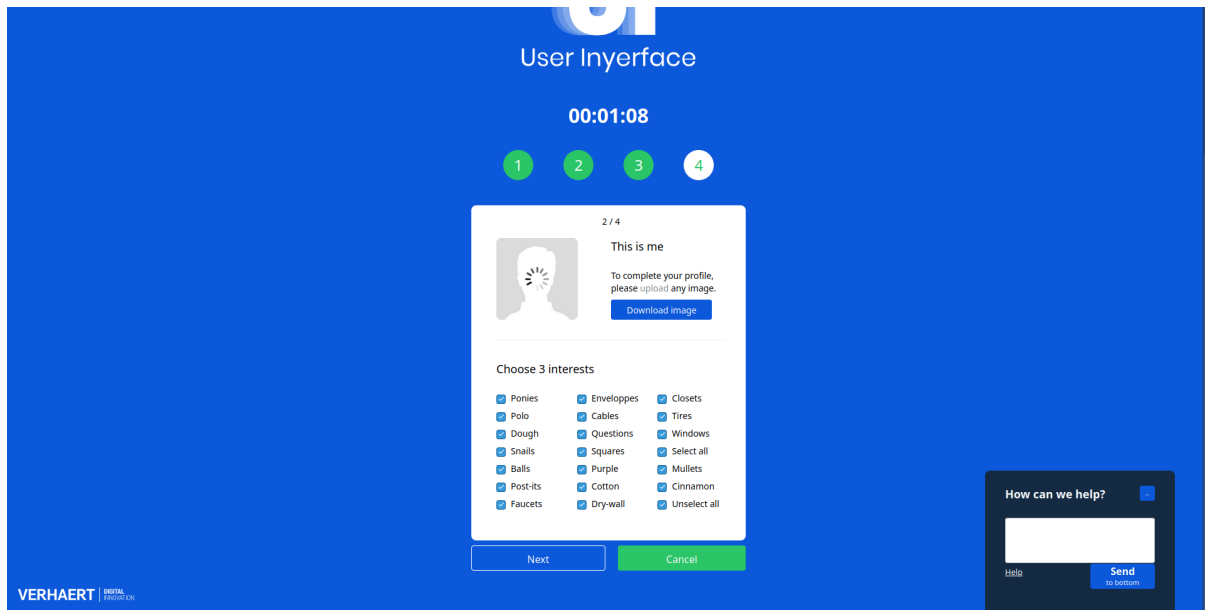 UI
User Inyerface
00:01:08
1 2 3 4
2 / 4
This is me
To complete your profile,
please upload any image.
Download image
Choose 3 interests
Ponies Enveloppes Closets
Polo Cables Tires
Dough Questions Windows
Snails Squares Select all
Balls Purple Mullets
Post-its Cotton Cinnamon
Faucets Dry-wall Unselect all
Next Cancel
How can we help?
Help
Send
to bottom
VERHAERT DIGITAL
INNOVATION